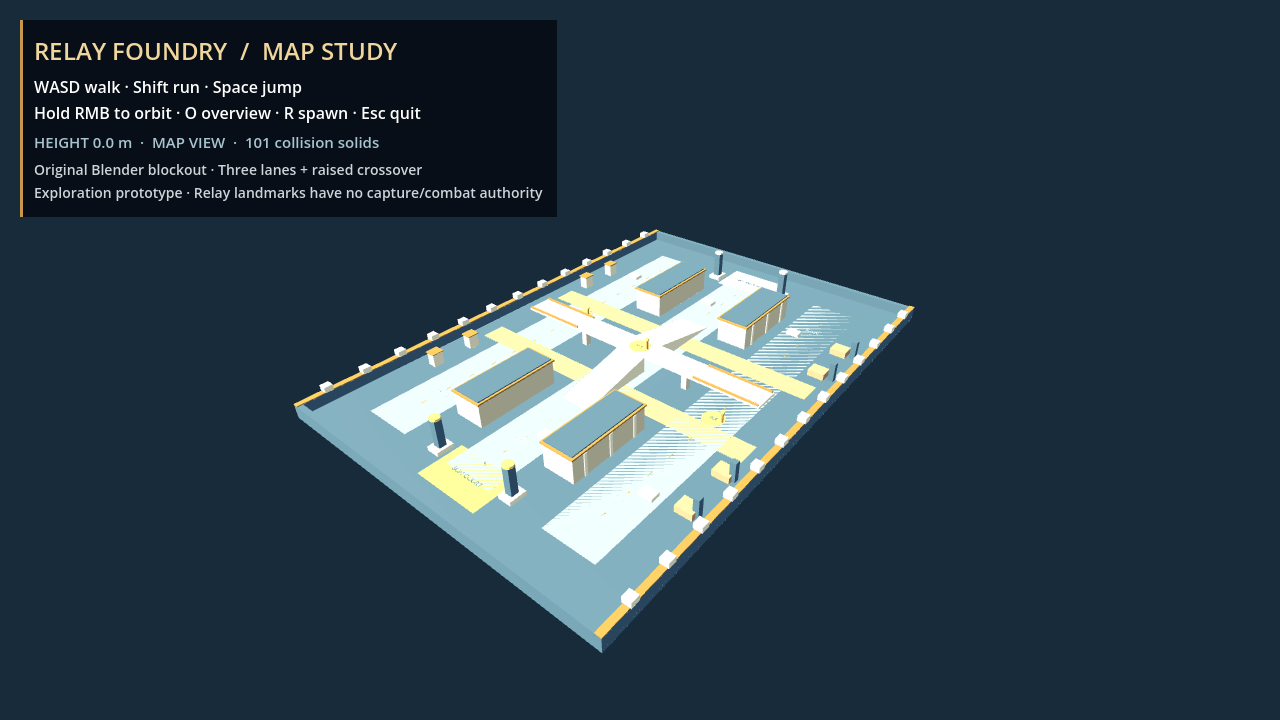 RELAY FOUNDRY / MAP STUDY
WASD walk · Shift run · Space jump
Hold RMB to orbit · O overview · R spawn · Esc quit
HEIGHT 0.0 m · MAP VIEW · 101 collision solids
Original Blender blockout · Three lanes + raised crossover
Exploration prototype · Relay landmarks have no capture/combat authority